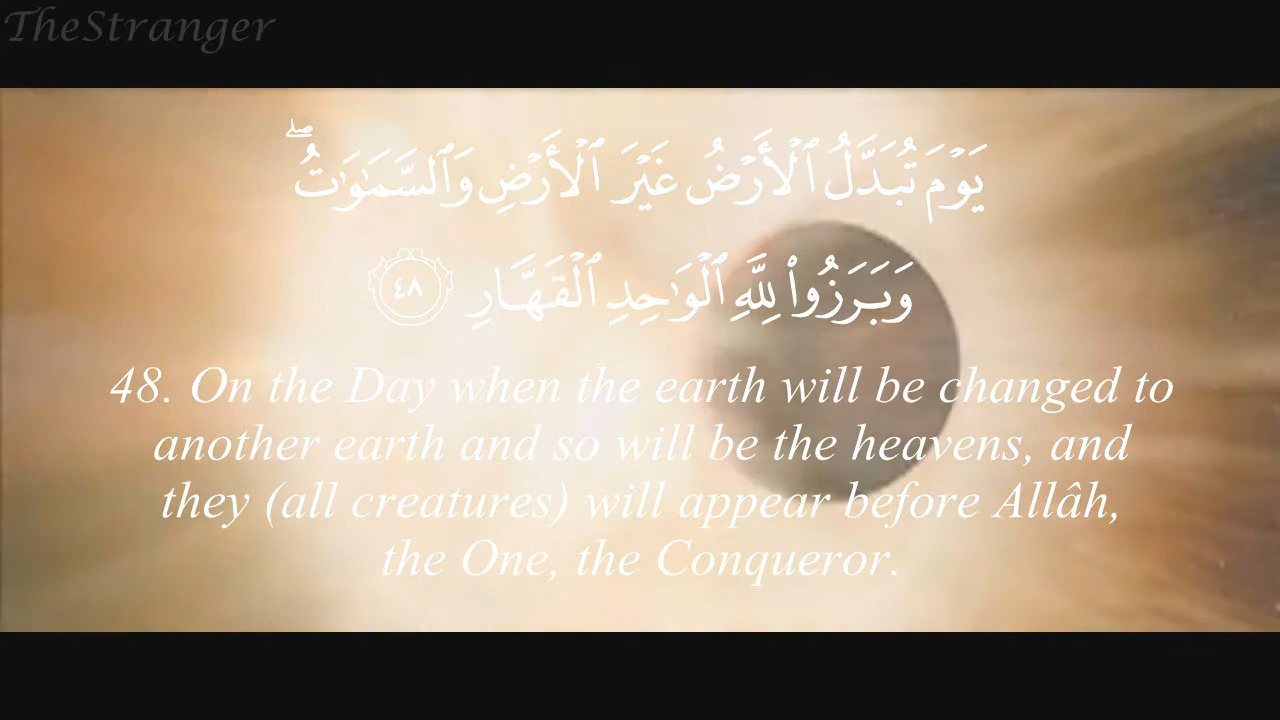 TheStranger
يَوْمَ تُبَدَّلُ ٱلْأَرْضُ غَيْرَ ٱلْأَرْضِ وَٱلسَّمَٰوَٰتُ ۖ
وَبَرَزُوا۟ لِلَّهِ ٱلْوَٰحِدِ ٱلْقَهَّارِ ٤٨
48. On the Day when the earth will be changed to
another earth and so will be the heavens, and
they (all creatures) will appear before Allâh,
the One, the Conqueror.